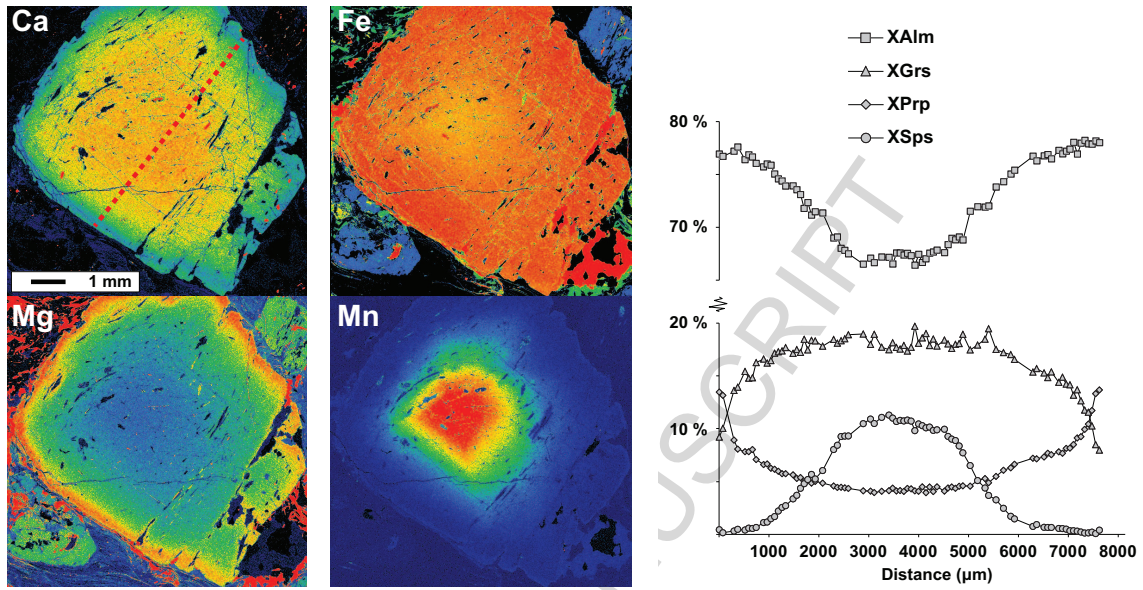 Ca
Fe
1 mm
Mg
Mn
XAlm
XGrs
XPrp
XSps
80 %
70 %
20 %
10 %
1000 2000 3000 4000 5000 6000 7000 8000
Distance (µm)
USCRIPT